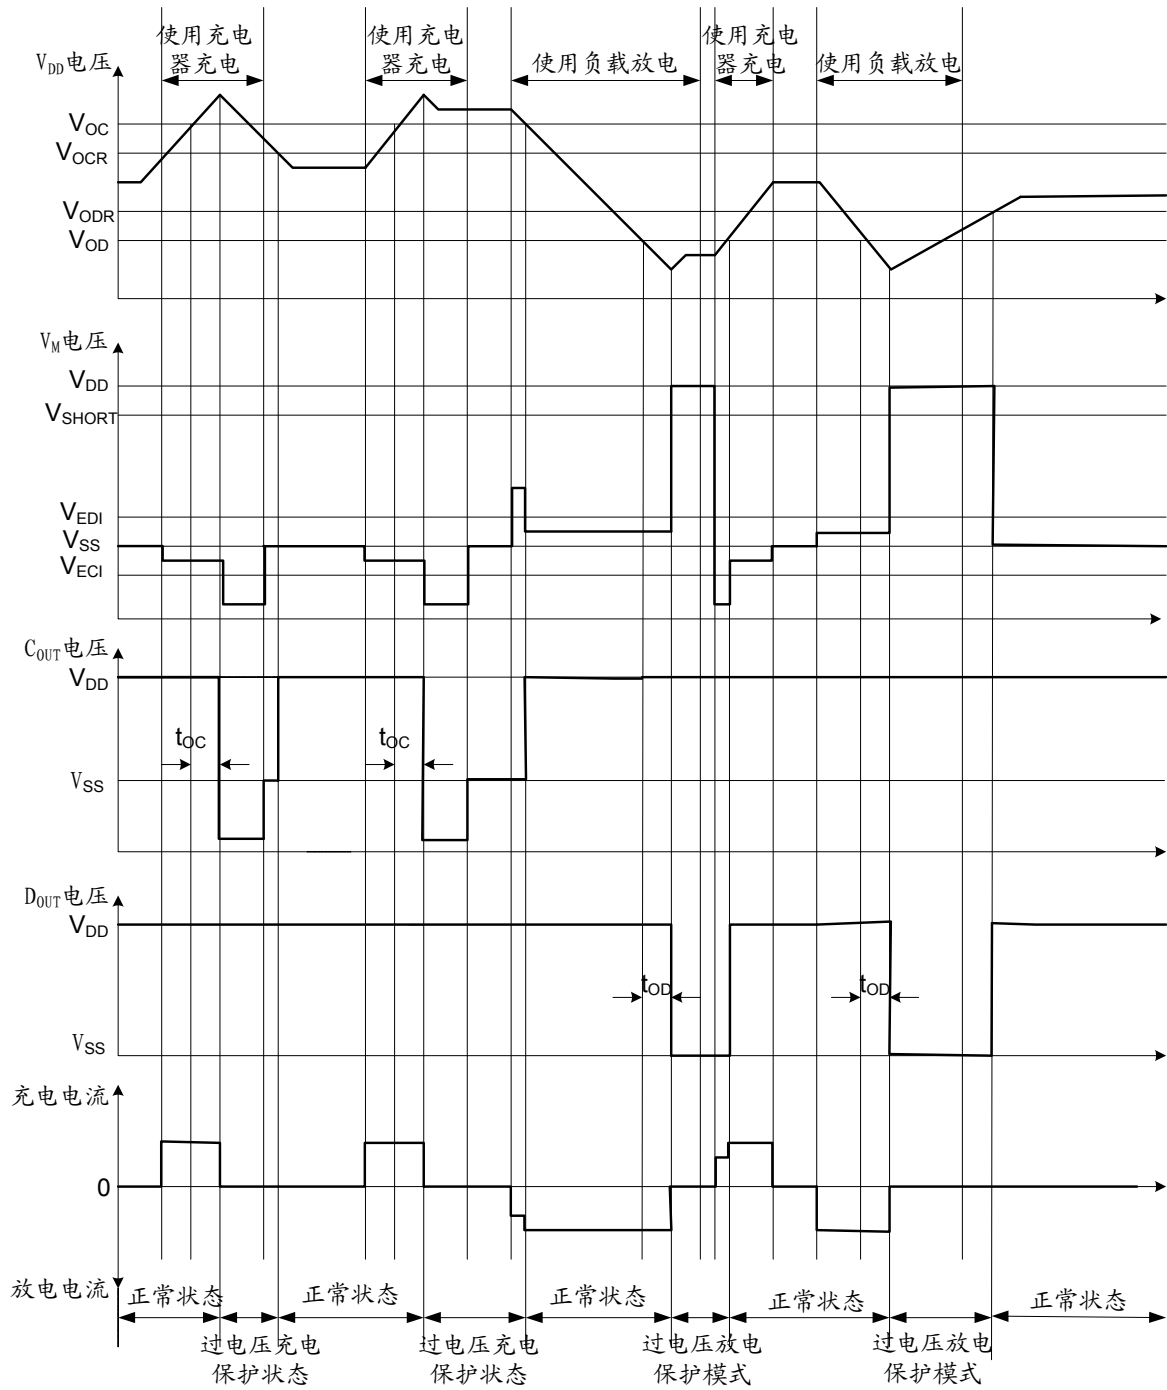 使用充电
器充电
使用充电
器充电
使用负载放电
使用充电
器充电
使用负载放电
VDD电压
VOC
VOCR
VODR
VOD
VM电压
VDD
VSHORT
VEDI
VSS
VECI
COUT电压
VDD
tOC
tOC
VSS
DOUT电压
VDD
tOD
tOD
VSS
充电电流
0
放电电流
正常状态
正常状态
正常状态
正常状态
正常状态
过电压充电
保护状态
过电压充电
保护状态
过电压放电
保护模式
过电压放电
保护模式